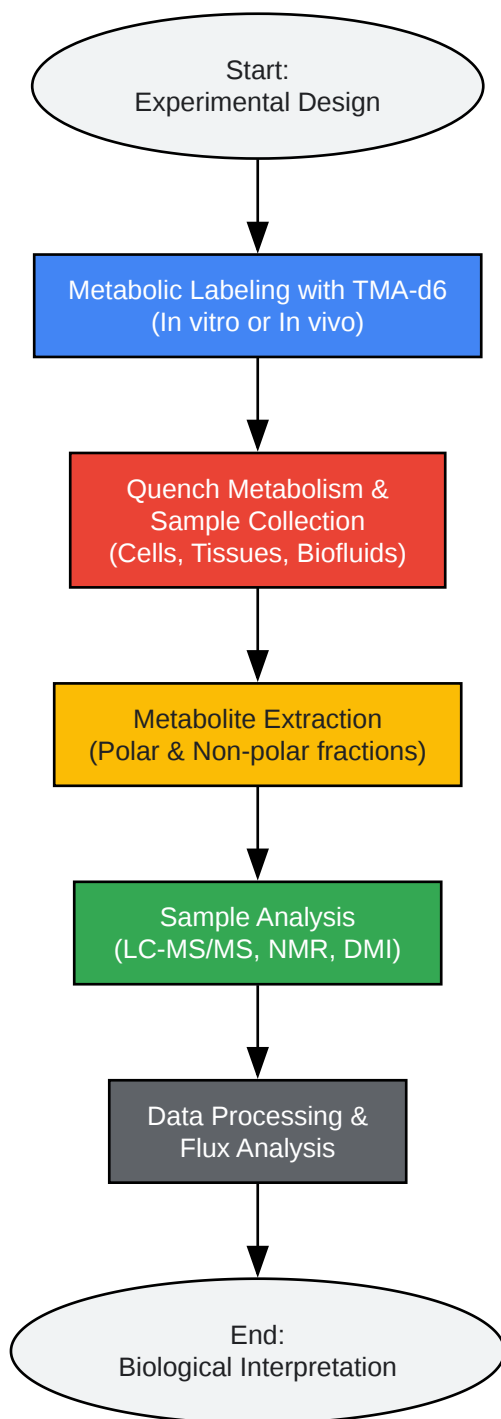 Start:
Experimental Design
Metabolic Labeling with TMA-d6
(In vitro or In vivo)
Quench Metabolism &
Sample Collection
(Cells, Tissues, Biofluids)
Metabolite Extraction
(Polar & Non-polar fractions)
Sample Analysis
(LC-MS/MS, NMR, DMI)
Data Processing &
Flux Analysis
End:
Biological Interpretation